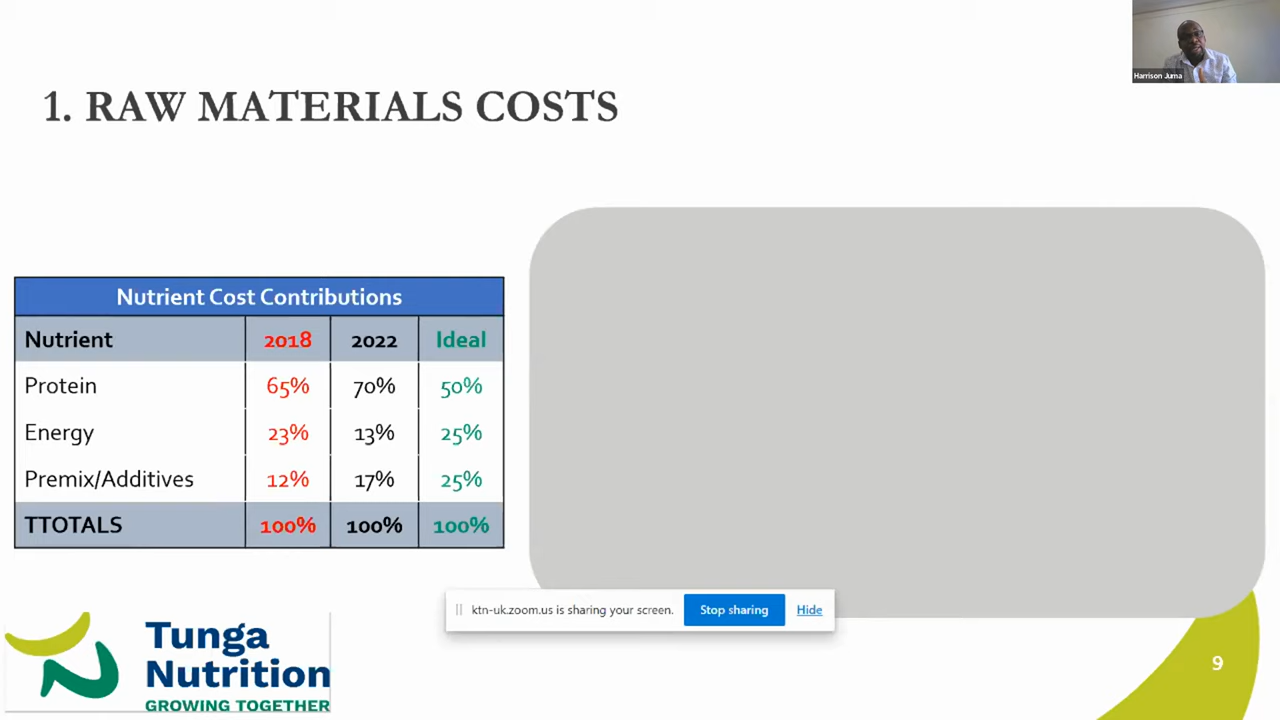 Harrison Juma
1. RAW MATERIALS COSTS
Nutrient Cost Contributions
Nutrient 2018 2022 Ideal
Protein 65% 70% 50%
Energy 23% 13% 25%
Premix/Additives 12% 17% 25%
TTOTALS 100% 100% 100%
ktn-uk.zoom.us is sharing your screen. Stop sharing Hide
Tunga
Nutrition
GROWING TOGETHER
9